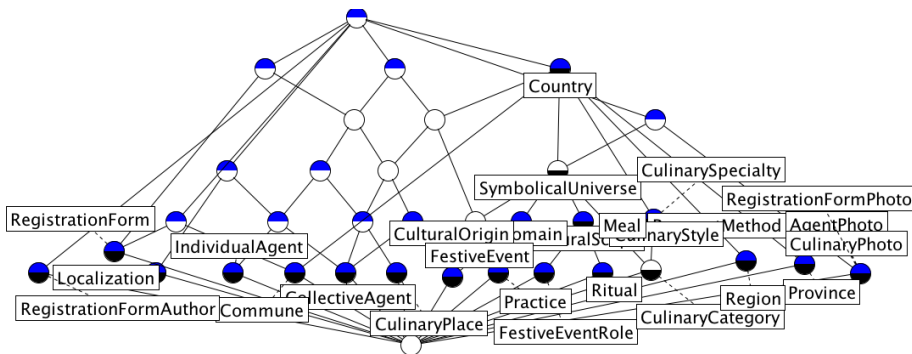 Country
CulinarySpecialty
SymbolicalUniverse
RegistrationFormPhoto
RegistrationForm
Meal
Method
AgentPhoto
IndividualAgent
CulturalOrigin
CulinaryStyle
CulinaryPhoto
FestiveEvent
Localization
Ritual
Province
CollectiveAgent
Region
RegistrationFormAuthor
Commune
Practice
CulinaryPlace
CulinaryCategory
FestiveEventRole